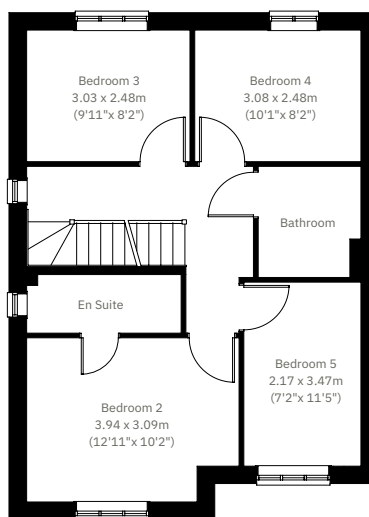 Bedroom 3
3.03 x 2.48m
(9'11"x 8'2")
Bedroom 4
3.08 x 2.48m
(10'1"x 8'2")
Bathroom
En Suite
Bedroom 5
2.17 x 3.47m
(7'2"x 11'5")
Bedroom 2
3.94 x 3.09m
(12'11"x 10'2")